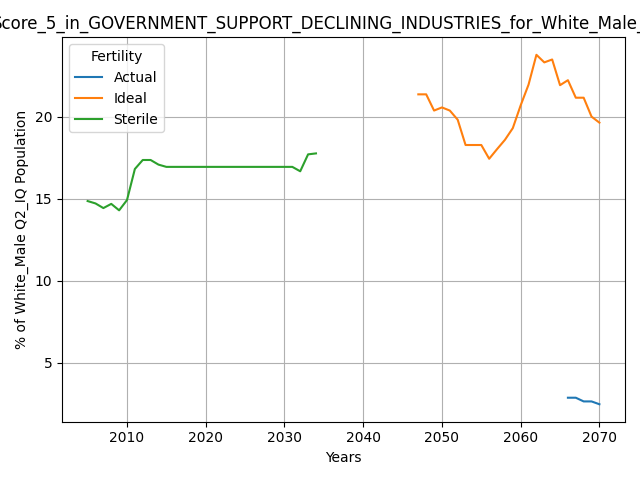 Score_5_in_GOVERNMENT_SUPPORT_DECLINING_INDUSTRIES_for_White_Male_
Fertility
Actual
Ideal
Sterile
% of White_Male Q2_IQ Population
20
15
10
5
2010 2020 2030 2040 2050 2060 2070
Years